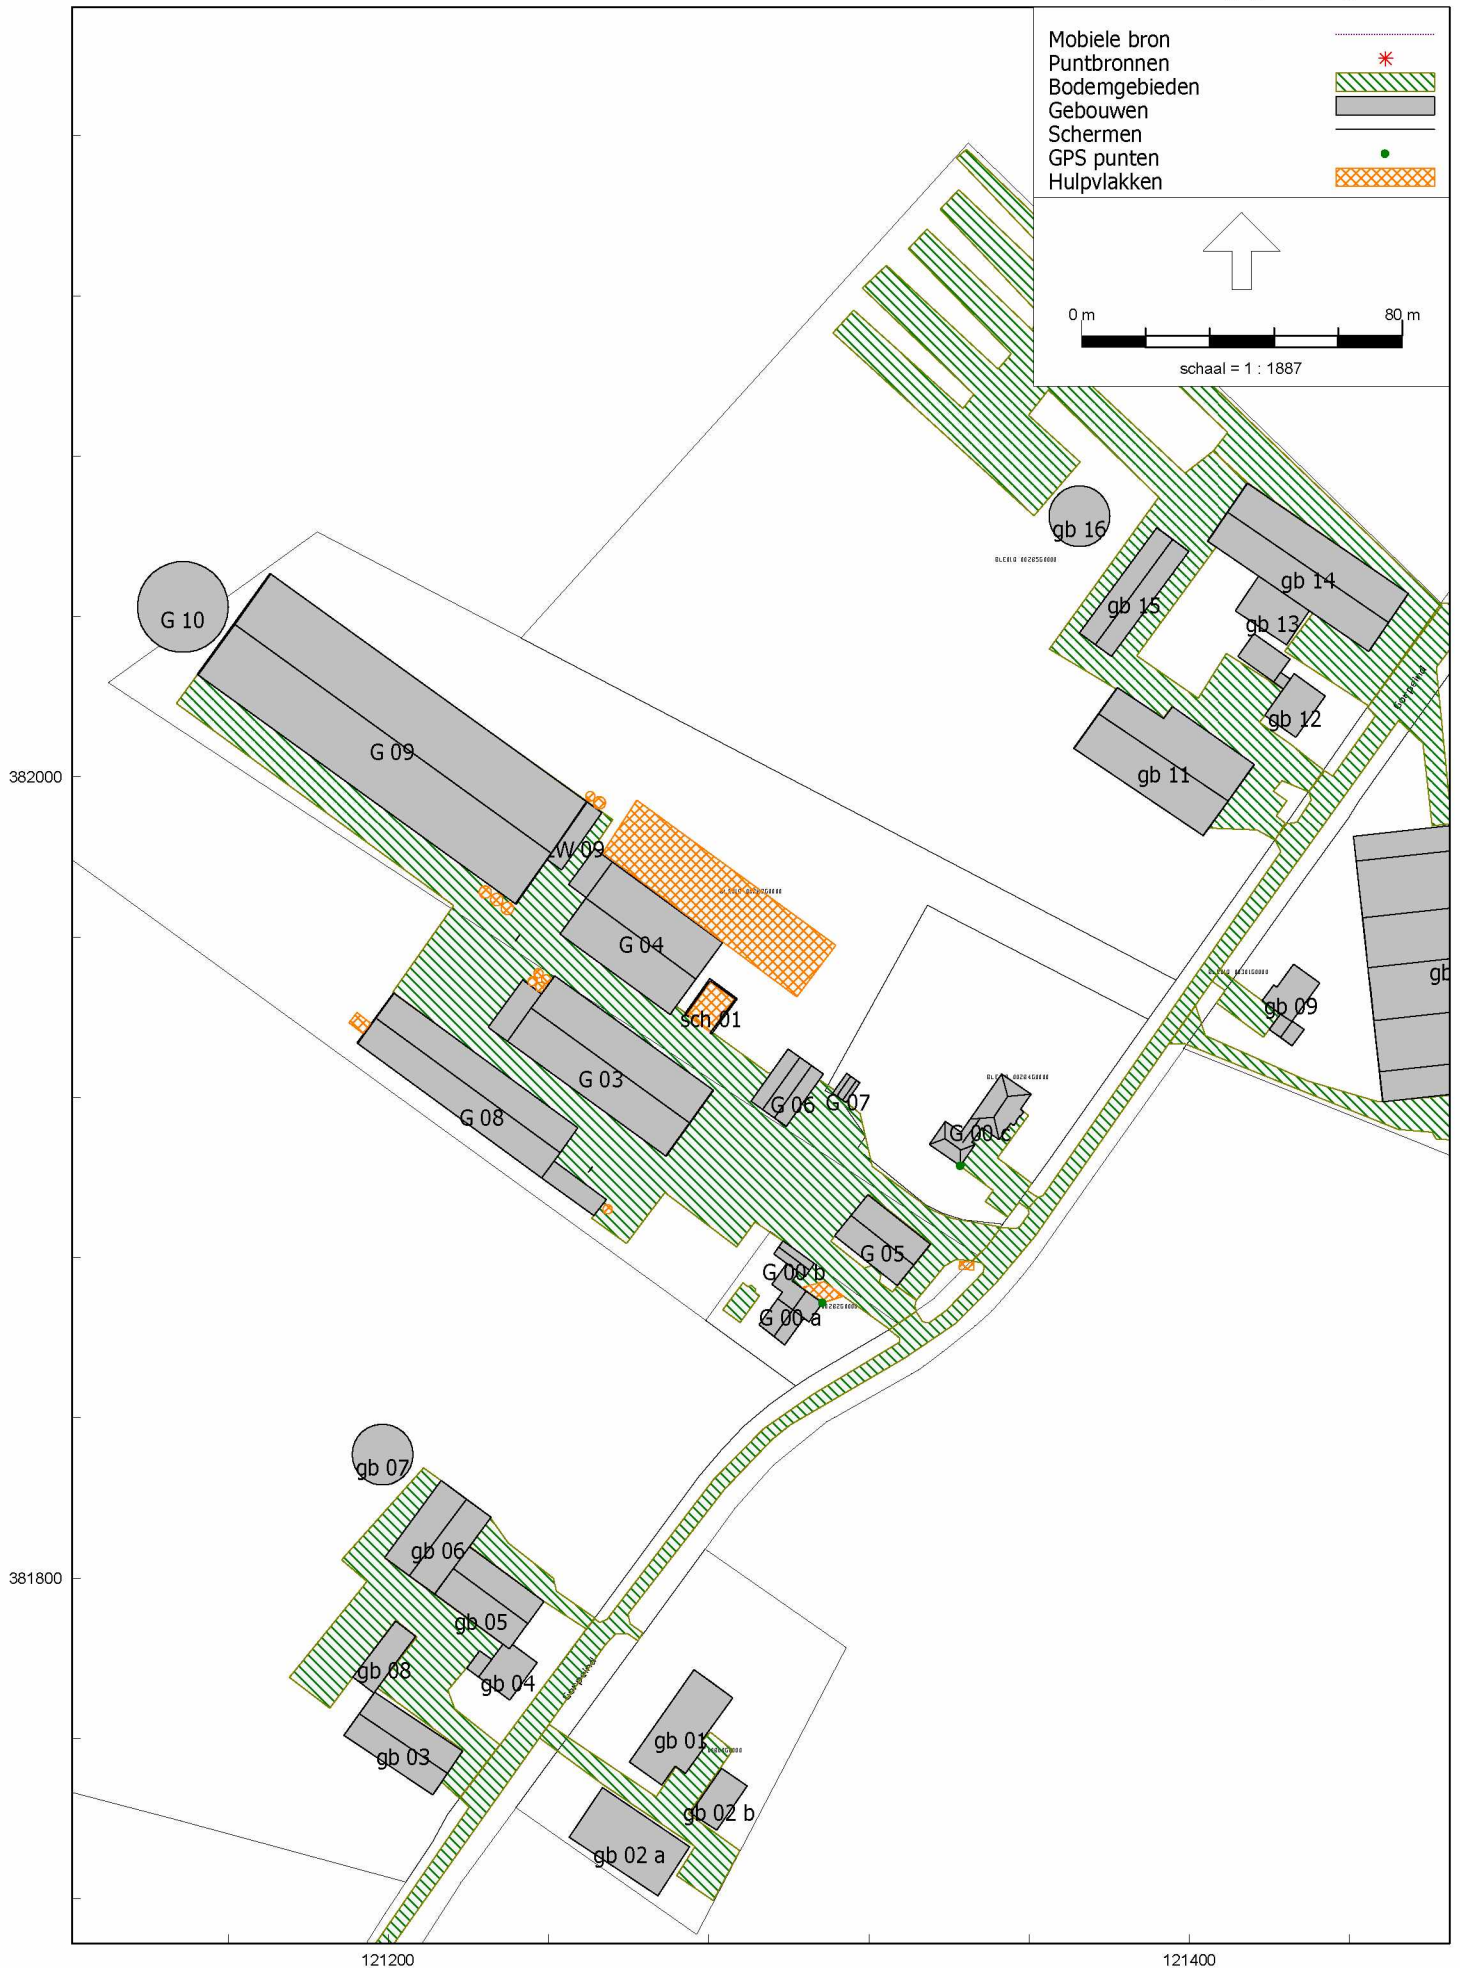 Mobiele bron
Puntbronnen
Bodemgebieden
Gebouwen
Schermen
GPS punten
Hulpvlakken
0 m
80 m
schaal = 1 : 1887
gb 16
gb 14
gb 15
gb 13
G 10
gb 12
G 09
382000
gb 11
W 09
G 04
gb
gb 09
sch 01
G 03
G 06
G 07
G 08
G 00 c
G 05
G 00 b
G 00 a
gb 07
gb 06
381800
gb 05
gb 08
gb 04
gb 01
gb 03
gb 02 b
gb 02 a
121200
121400